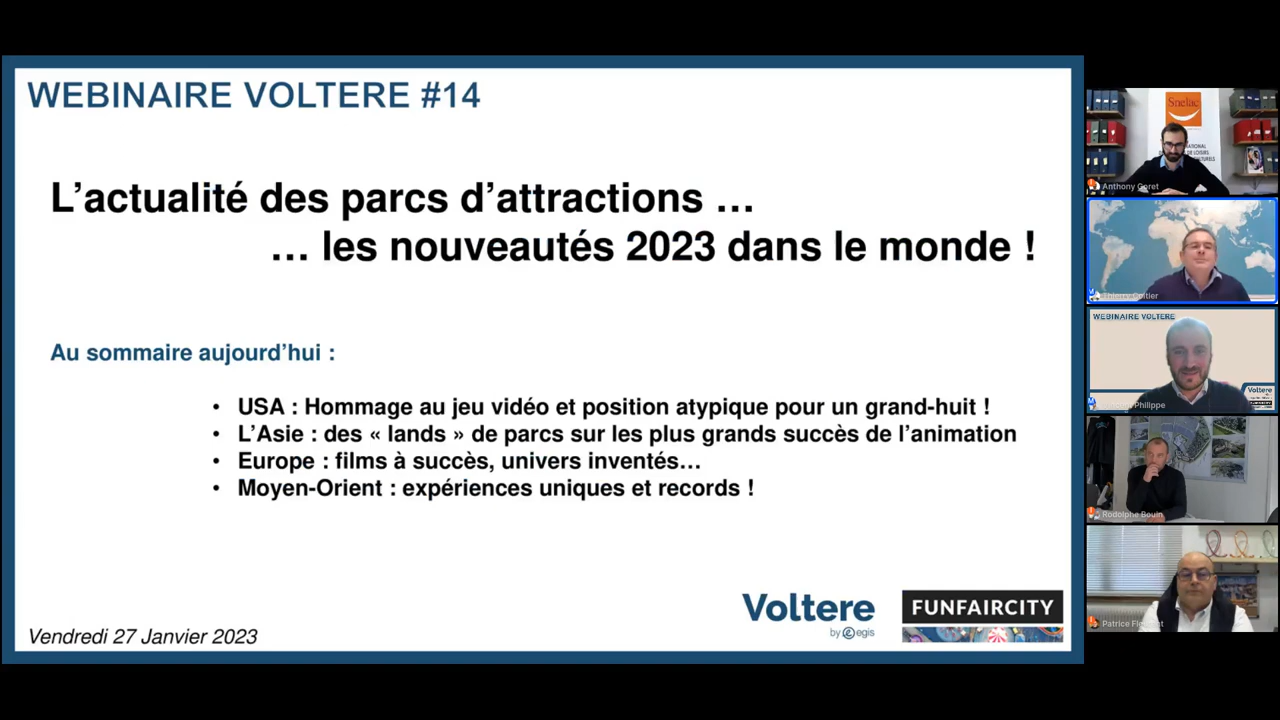 WEBINAIRE VOLTERE #14
L’actualité des parcs d’attractions ...
... les nouveautés 2023 dans le monde !
Au sommaire aujourd’hui :
• USA : Hommage au jeu vidéo et position atypique pour un grand-huit !
• L’Asie : des « lands » de parcs sur les plus grands succès de l’animation
• Europe : films à succès, univers inventés...
• Moyen-Orient : expériences uniques et records !
Vendredi 27 Janvier 2023
Voltere
by egis
FUNFAIRCITY
Snelac
Anthony Goret
WEBINAIRE VOLTERE
Voltere
FUNFAIRCITY
Philippe
Rodolphe Bouin
Patrice